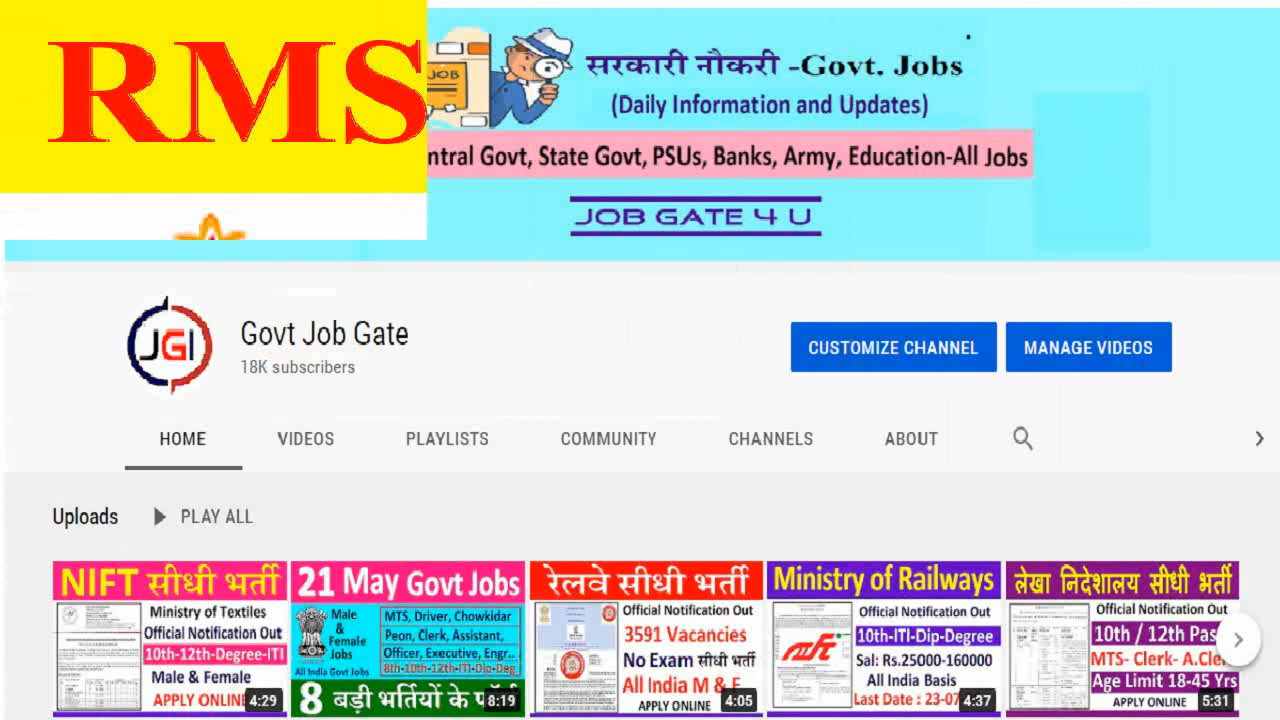 RMS
JOB
सरकारी नौकरी -Govt. Jobs
(Daily Information and Updates)
ntral Govt, State Govt, PSUs, Banks, Army, Education-All Jobs
JOB GATE 4 U
JGI
Govt Job Gate
18K subscribers
CUSTOMIZE CHANNEL
MANAGE VIDEOS
HOME
VIDEOS
PLAYLISTS
COMMUNITY
CHANNELS
ABOUT
Uploads
PLAY ALL
NIFT सीधी भर्ती
Ministry of Textiles
Official Notification Out
10th-12th-Degree-ITI
Male & Female
APPLY ONLINE
4:29
21 May Govt Jobs
Male
&
Female
Jobs
All India Govt Jobs
MTS, Driver, Chowkidar
Peon, Clerk, Assistant,
Officer, Executive, Engr..
8th-10th-12th-ITI-Dip-Deg
8 बड़ी भर्तियों के
8:19
रेलवे सीधी भर्ती
Official Notification Out
3591 Vacancies
No Exam सीधी भर्ती
All India M & F
APPLY ONLINE
4:05
Ministry of Railways
Official Notification Out
10th-ITI-Dip-Degree
Sal: Rs.25000-160000
All India Basis
Last Date : 23-07
4:37
लेखा निदेशालय सीधी भर्ती
Official Notification Out
10th / 12th Pas
MTS- Clerk- A.Cle
Age Limit 18-45 Yrs
APPLY ONLINE
5:31